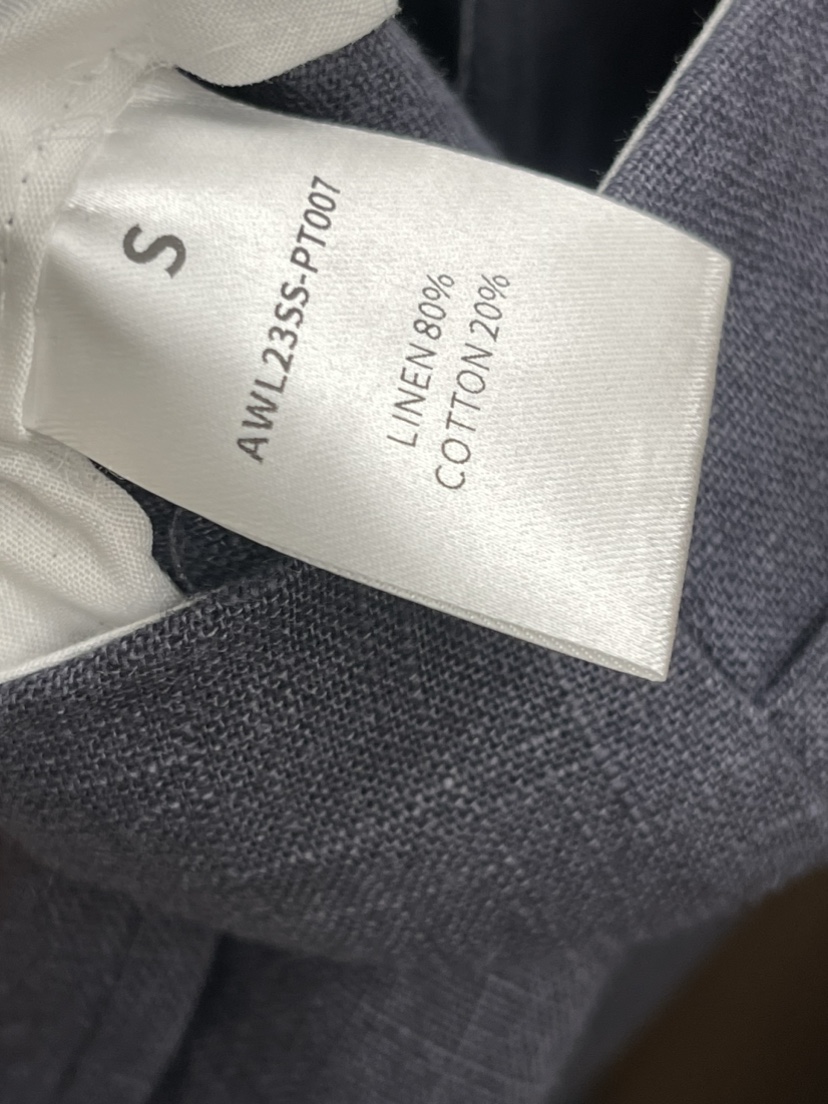 S
AWL23SS-PT007
LINEN 80%
COTTON 20%